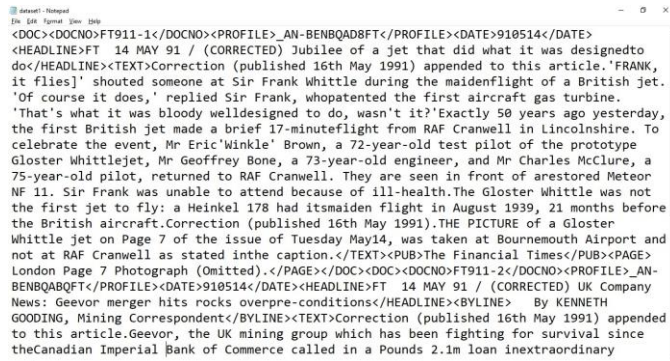 dataset1 - Notepad
File Edit Format View Help
<DOC><DOCNO>FT911-1</DOCNO><PROFILE>_AN-BENBQAD8FT</PROFILE><DATE>910514</DATE>
<HEADLINE>FT  14 MAY 91 / (CORRECTED) Jubilee of a jet that did what it was designedto
do</HEADLINE><TEXT>Correction (published 16th May 1991) appended to this article.'FRANK,
it flies]' shouted someone at Sir Frank Whittle during the maidenflight of a British jet.
'Of course it does,' replied Sir Frank, whopatented the first aircraft gas turbine.
'That's what it was bloody welldesigned to do, wasn't it?'Exactly 50 years ago yesterday,
the first British jet made a brief 17-minuteflight from RAF Cranwell in Lincolnshire. To
celebrate the event, Mr Eric'Winkle' Brown, a 72-year-old test pilot of the prototype
Gloster Whittlejet, Mr Geoffrey Bone, a 73-year-old engineer, and Mr Charles McClure, a
75-year-old pilot, returned to RAF Cranwell. They are seen in front of arestored Meteor
NF 11. Sir Frank was unable to attend because of ill-health.The Gloster Whittle was not
the first jet to fly: a Heinkel 178 had itsmaiden flight in August 1939, 21 months before
the British aircraft.Correction (published 16th May 1991).THE PICTURE of a Gloster
Whittle jet on Page 7 of the issue of Tuesday May14, was taken at Bournemouth Airport and
not at RAF Cranwell as stated inthe caption.</TEXT><PUB>The Financial Times</PUB><PAGE>
London Page 7 Photograph (Omitted).</PAGE></DOC><DOC><DOCNO>FT911-2</DOCNO><PROFILE>_AN-
BENBQABQFT</PROFILE><DATE>910514</DATE><HEADLINE>FT  14 MAY 91 / (CORRECTED) UK Company
News: Geevor merger hits rocks overpre-conditions</HEADLINE><BYLINE>   By KENNETH
GOODING, Mining Correspondent</BYLINE><TEXT>Correction (published 16th May 1991) appended
to this article.Geevor, the UK mining group which has been fighting for survival since
theCanadian Imperial Bank of Commerce called in a Pounds 2.1m loan inextraordinary